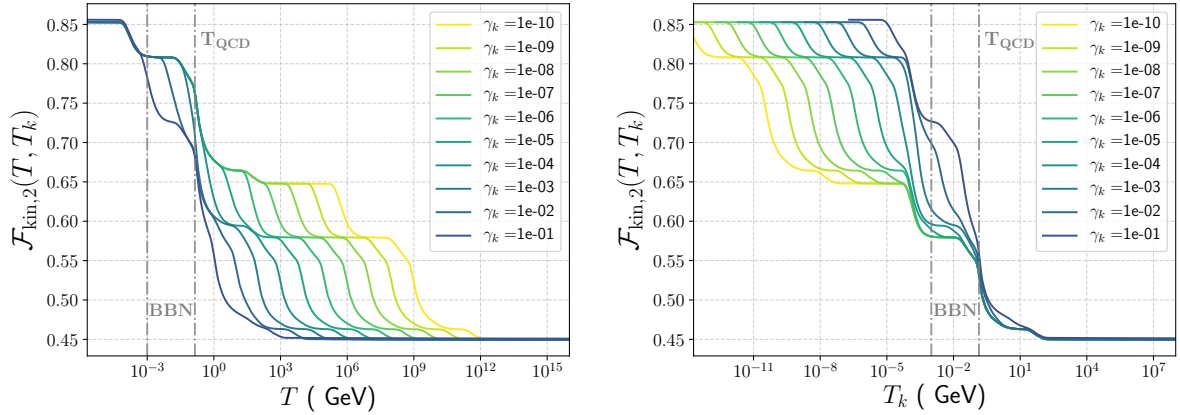 0.85
0.80
0.75
0.70
0.65
0.60
0.55
0.50
0.45
10⁻³
10⁰
10³
10⁶
10⁹
10¹²
10¹⁵
T ( GeV)
𝓕ₖᵢₙ,₂(T, Tₖ)
T_QCD
BBN
γₖ =1e-10
γₖ =1e-09
γₖ =1e-08
γₖ =1e-07
γₖ =1e-06
γₖ =1e-05
γₖ =1e-04
γₖ =1e-03
γₖ =1e-02
γₖ =1e-01
0.85
0.80
0.75
0.70
0.65
0.60
0.55
0.50
0.45
10⁻¹¹
10⁻⁸
10⁻⁵
10⁻²
10¹
10⁴
10⁷
Tₖ ( GeV)
𝓕ₖᵢₙ,₂(T, Tₖ)
T_QCD
BBN
γₖ =1e-10
γₖ =1e-09
γₖ =1e-08
γₖ =1e-07
γₖ =1e-06
γₖ =1e-05
γₖ =1e-04
γₖ =1e-03
γₖ =1e-02
γₖ =1e-01